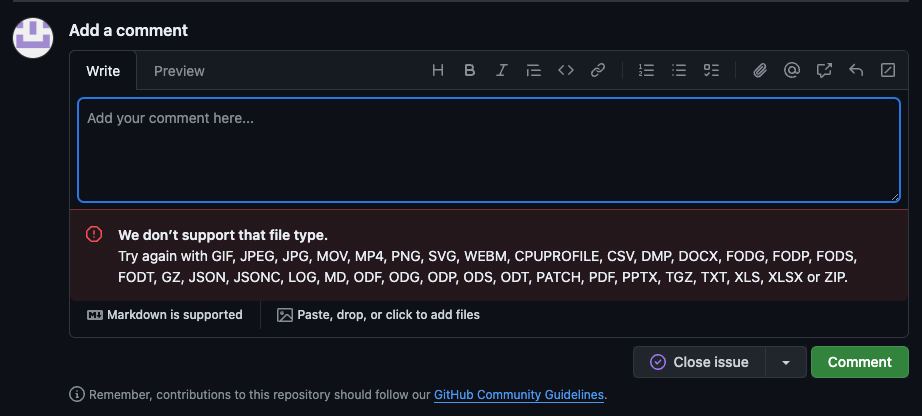 Add a comment
Write
Preview
Add your comment here...
We don’t support that file type.
Try again with GIF, JPEG, JPG, MOV, MP4, PNG, SVG, WEBM, CPUPROFILE, CSV, DMP, DOCX, FODG, FODP, FODS,
FODT, GZ, JSON, JSONC, LOG, MD, ODF, ODG, ODP, ODS, ODT, PATCH, PDF, PPTX, TGZ, TXT, XLS, XLSX or ZIP.
Markdown is supported
Paste, drop, or click to add files
Close issue
Comment
Remember, contributions to this repository should follow our GitHub Community Guidelines.